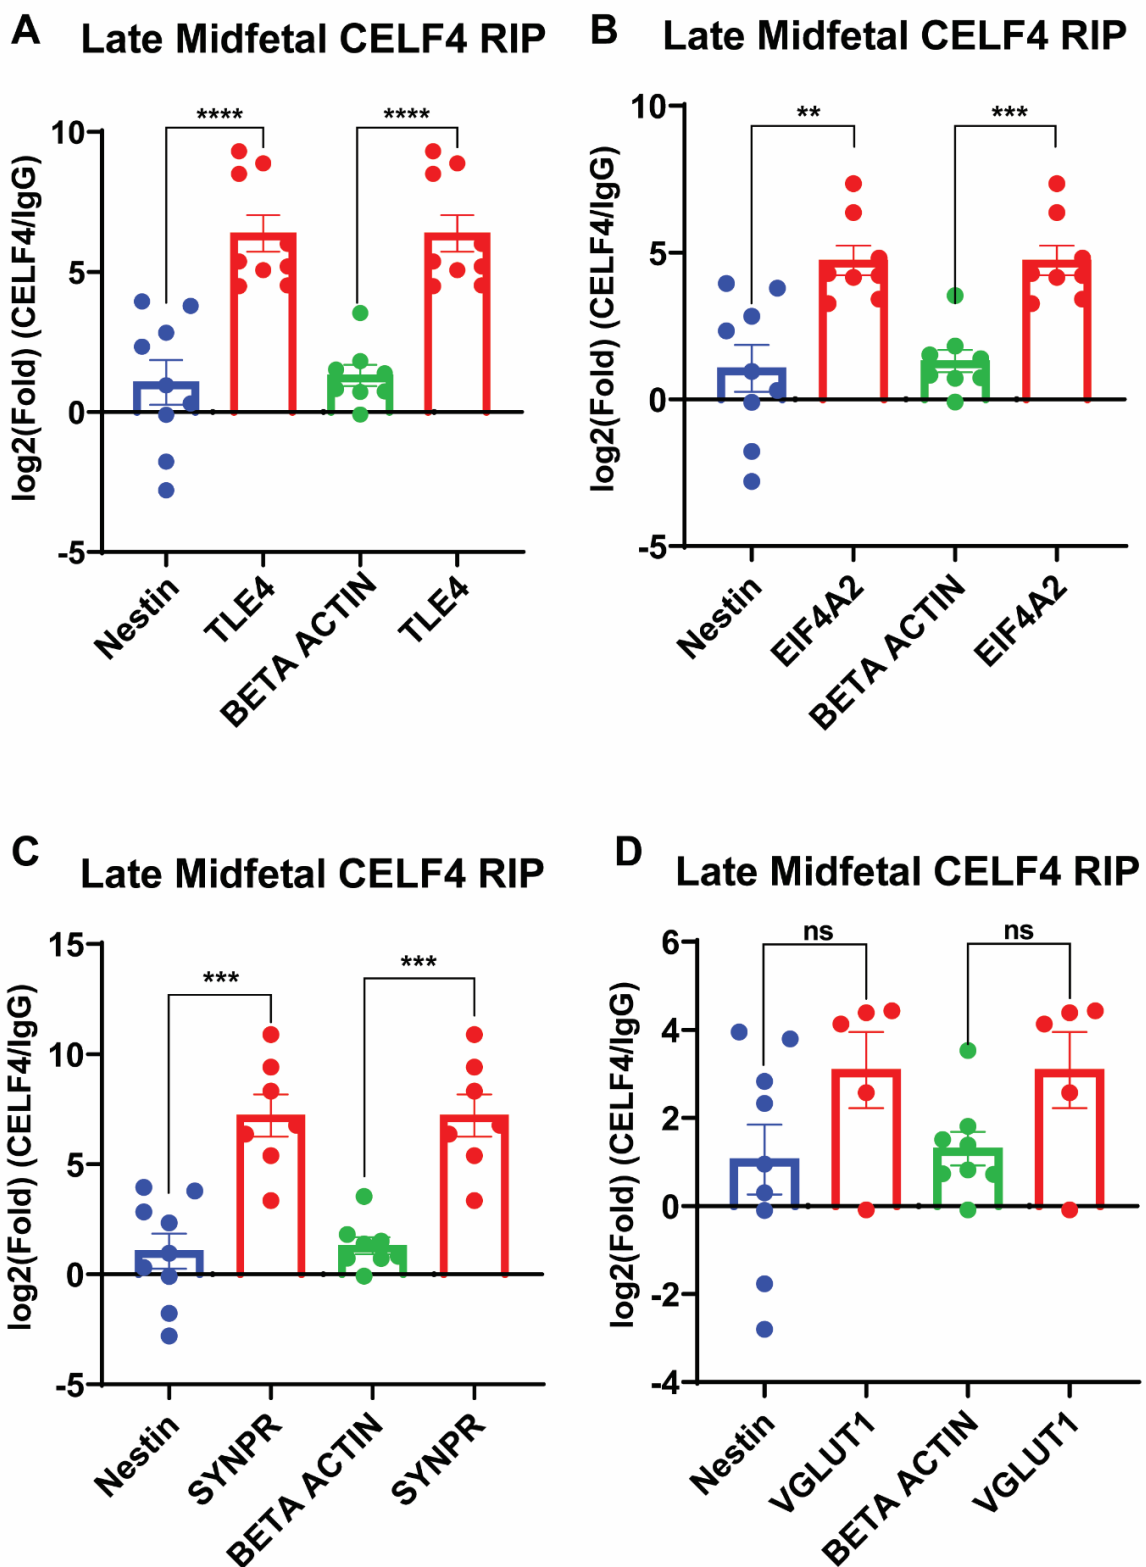 A Late Midfetal CELF4 RIP
log2(Fold) (CELF4/IgG)
10
5
0
-5
****
****
Nestin
TLE4
BETA ACTIN
TLE4
B Late Midfetal CELF4 RIP
log2(Fold) (CELF4/IgG)
10
5
0
-5
**
***
Nestin
EIF4A2
BETA ACTIN
EIF4A2
C Late Midfetal CELF4 RIP
log2(Fold) (CELF4/IgG)
15
10
5
0
-5
***
***
Nestin
SYNPR
BETA ACTIN
SYNPR
D Late Midfetal CELF4 RIP
log2(Fold) (CELF4/IgG)
6
4
2
0
-2
-4
ns
ns
Nestin
VGLUT1
BETA ACTIN
VGLUT1